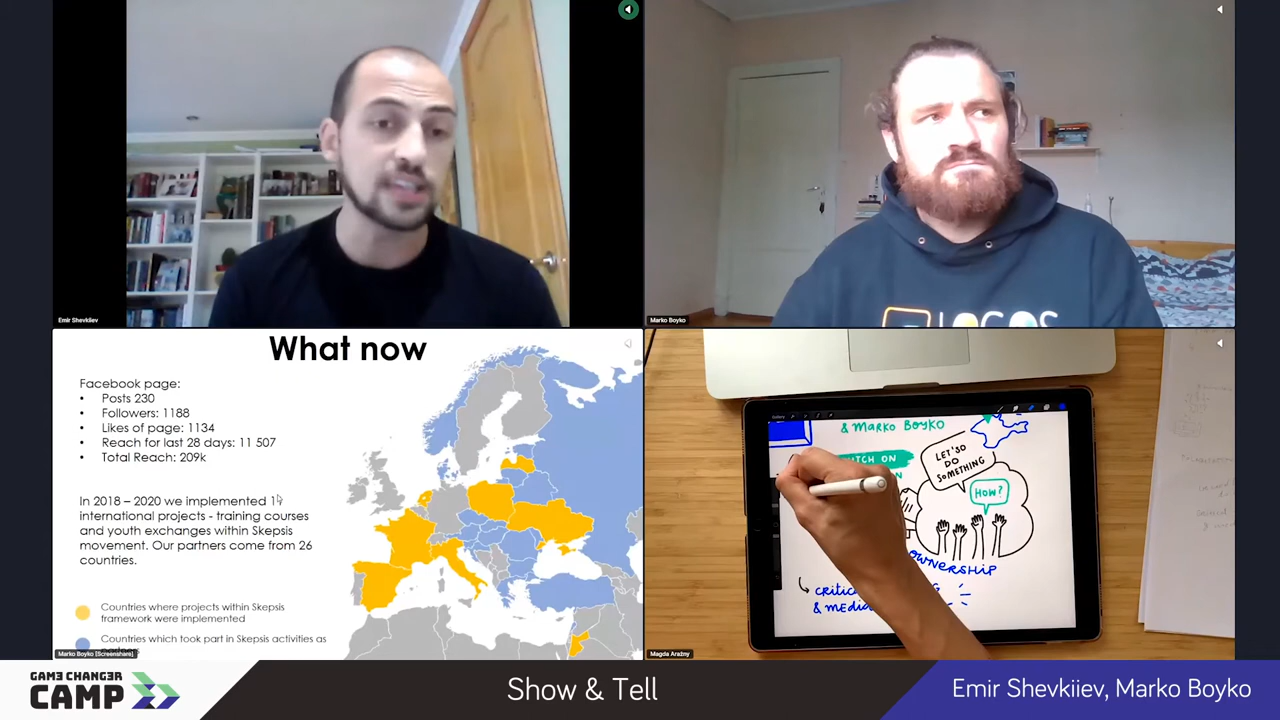 Emir Shevkiiev
Marko Boyko
LOGOS
What now
Facebook page:
• Posts 230
• Followers: 1188
• Likes of page: 1134
• Reach for last 28 days: 11 507
• Total Reach: 209k
In 2018 – 2020 we implemented
international projects - training courses
and youth exchanges within Skepsis
movement. Our partners come from 26
countries.
Countries where projects within Skepsis
framework were implemented
Countries which took part in Skepsis activities as
Marko Boyko [Screenshare]
& MARKO BOYKO
ON
LET'S DO
SOMETHING
HOW?
OWNERSHIP
& MEDIA
Magda Arażny
GAME CHANGER
CAMP
Show & Tell
Emir Shevkiiev, Marko Boyko